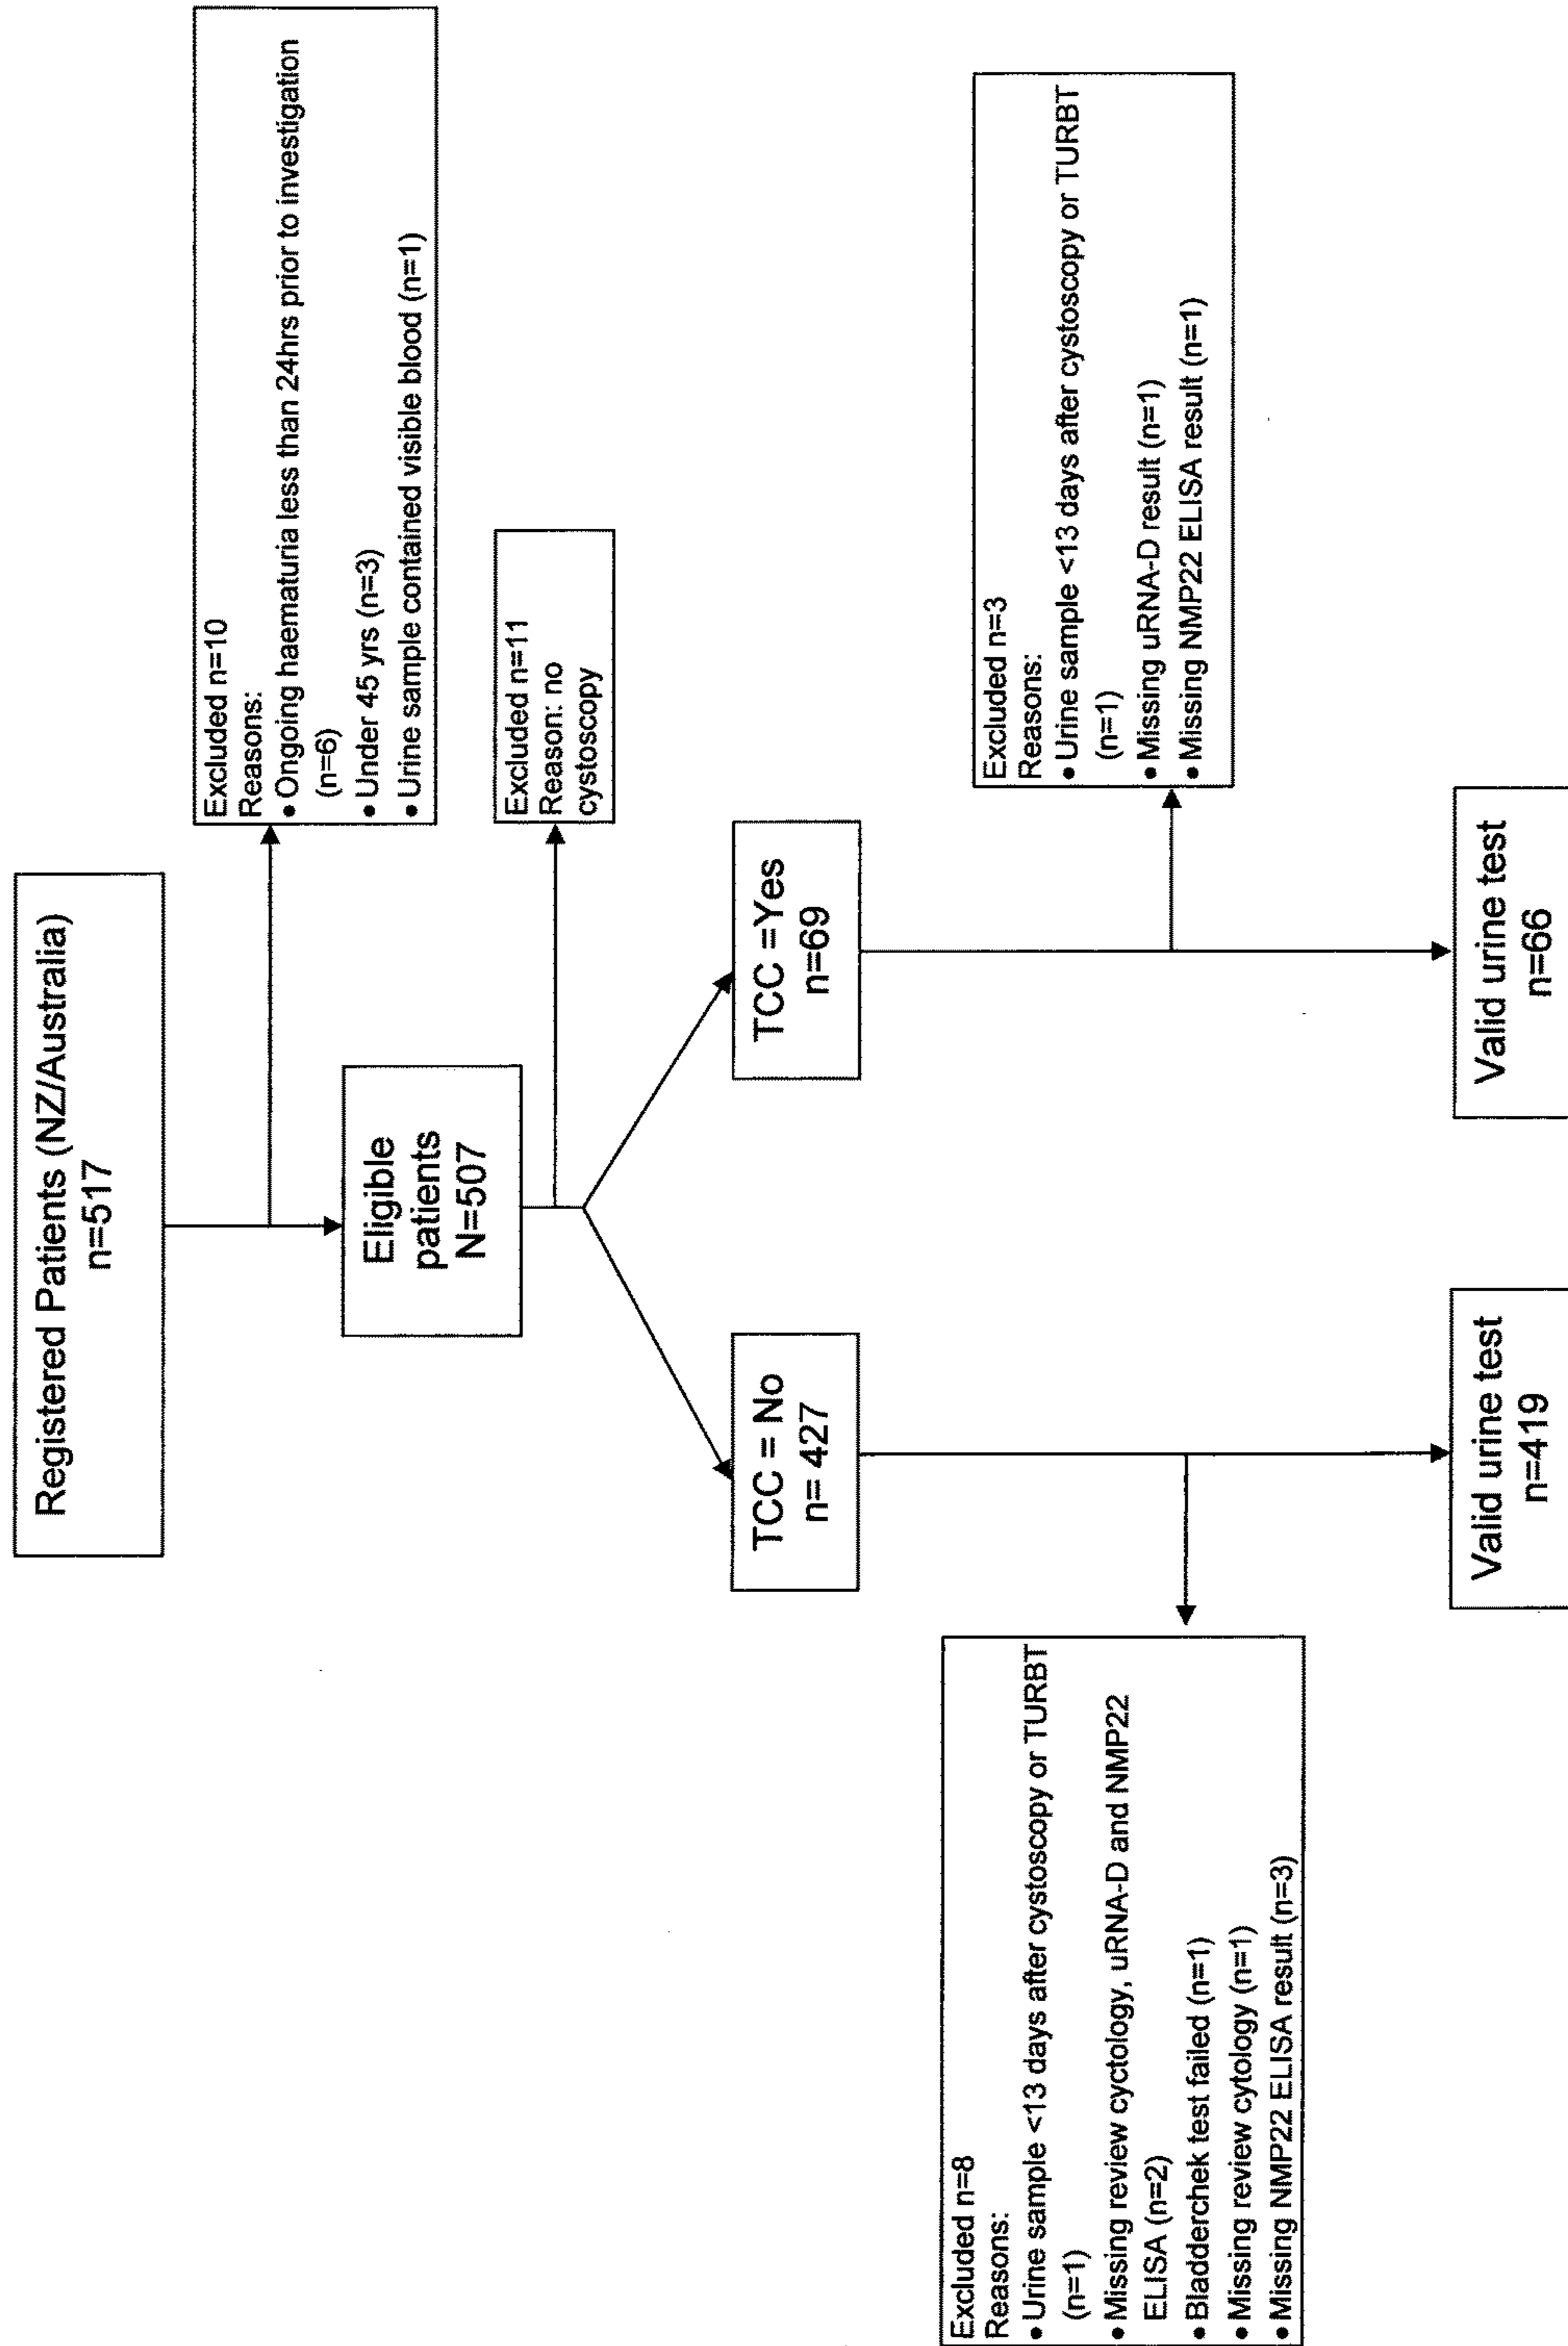 Registered Patients (NZ/Australia)
n=517
Excluded n=10
Reasons:
• Ongoing haematuria less than 24hrs prior to investigation
(n=6)
• Under 45 yrs (n=3)
• Urine sample contained visible blood (n=1)
Eligible
patients
N=507
Excluded n=11
Reason: no
cystoscopy
TCC = No
n= 427
TCC =Yes
n=69
Excluded n=8
Reasons:
• Urine sample <13 days after cystoscopy or TURBT
(n=1)
• Missing review cyctology, uRNA-D and NMP22
ELISA (n=2)
• Bladderchek test failed (n=1)
• Missing review cytology (n=1)
• Missing NMP22 ELISA result (n=3)
Excluded n=3
Reasons:
• Urine sample <13 days after cystoscopy or TURBT
(n=1)
• Missing uRNA-D result (n=1)
• Missing NMP22 ELISA result (n=1)
Valid urine test
n=419
Valid urine test
n=66